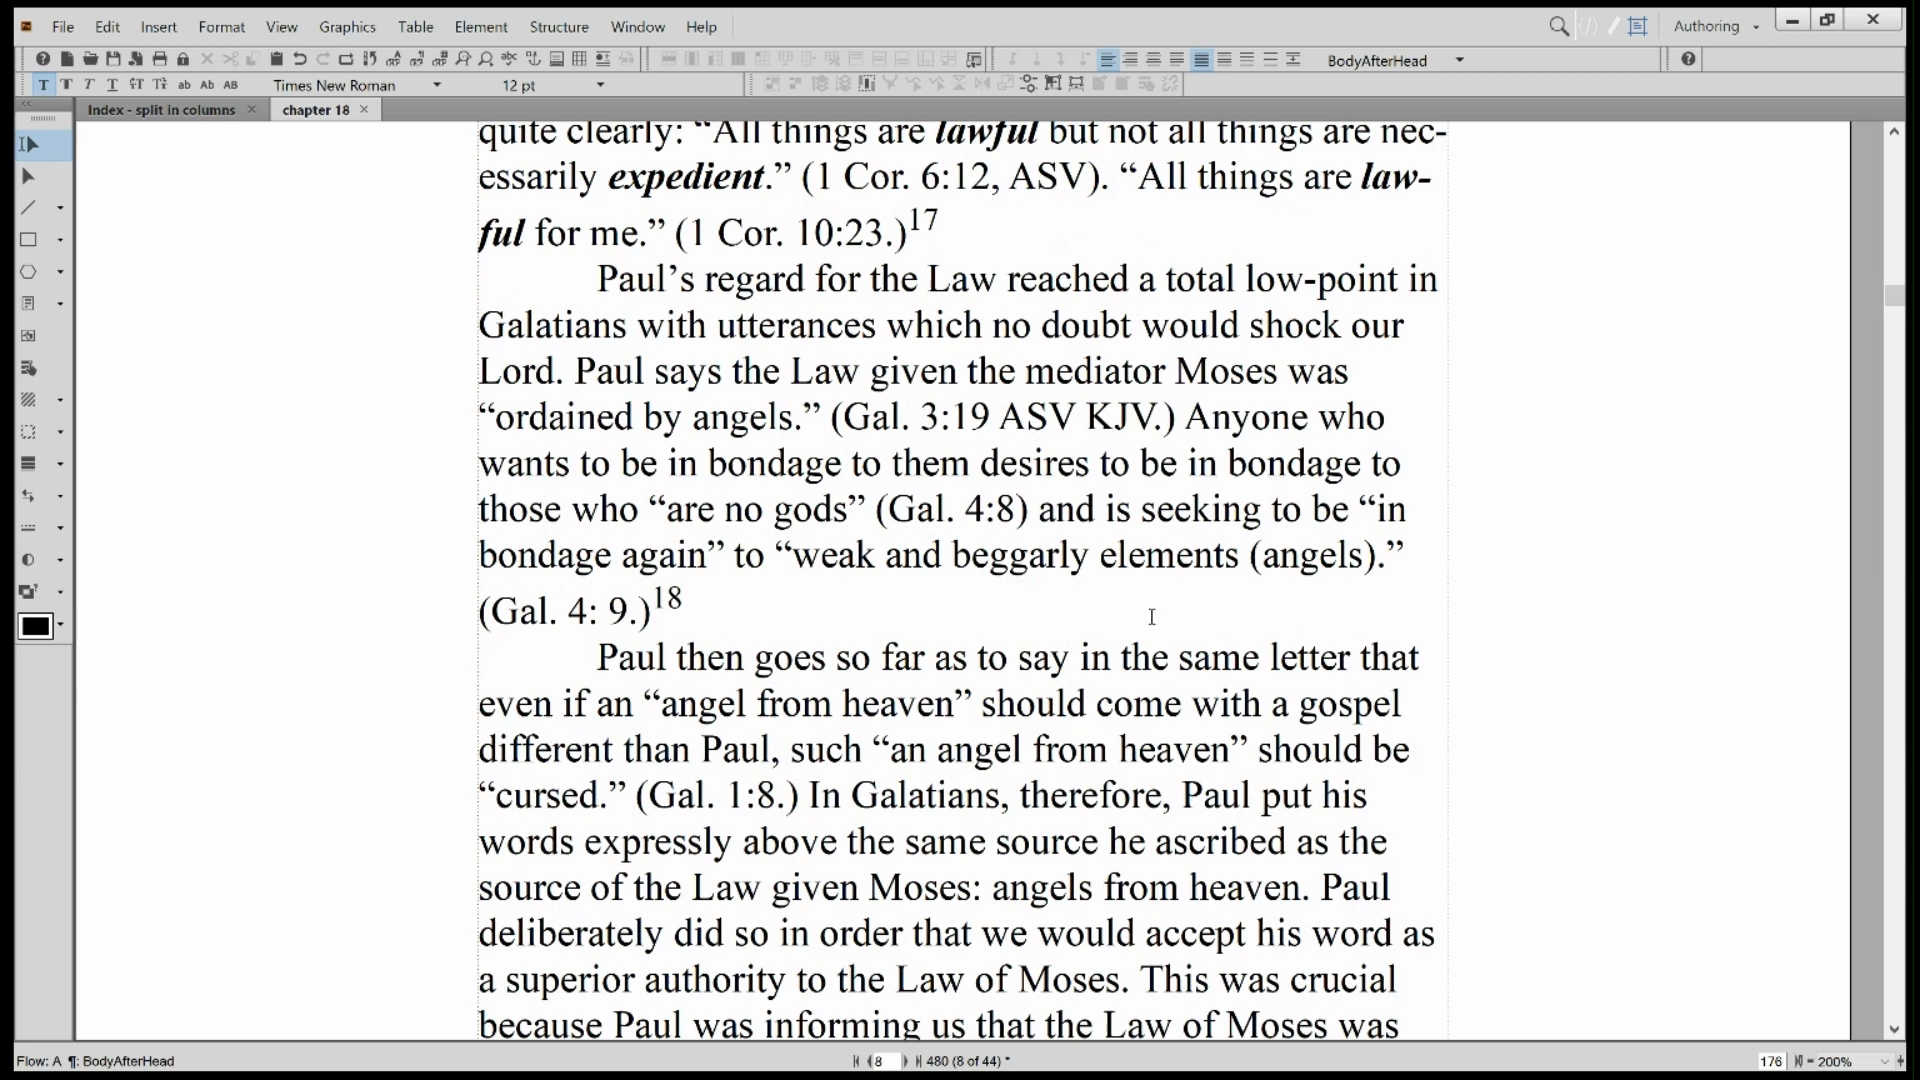 File Edit Insert Format View Graphics Table Element Structure Window Help
Authoring
BodyAfterHead
Times New Roman 12 pt
Index - split in columns chapter 18
quite clearly: “All things are lawful but not all things are nec-
essarily expedient.” (1 Cor. 6:12, ASV). “All things are law-
ful for me.” (1 Cor. 10:23.)17
Paul’s regard for the Law reached a total low-point in
Galatians with utterances which no doubt would shock our
Lord. Paul says the Law given the mediator Moses was
“ordained by angels.” (Gal. 3:19 ASV KJV.) Anyone who
wants to be in bondage to them desires to be in bondage to
those who “are no gods” (Gal. 4:8) and is seeking to be “in
bondage again” to “weak and beggarly elements (angels).”
(Gal. 4: 9.)18
Paul then goes so far as to say in the same letter that
even if an “angel from heaven” should come with a gospel
different than Paul, such “an angel from heaven” should be
“cursed.” (Gal. 1:8.) In Galatians, therefore, Paul put his
words expressly above the same source he ascribed as the
source of the Law given Moses: angels from heaven. Paul
deliberately did so in order that we would accept his word as
a superior authority to the Law of Moses. This was crucial
because Paul was informing us that the Law of Moses was
Flow: A ¶: BodyAfterHead 8 480 (8 of 44) * 176 = 200%